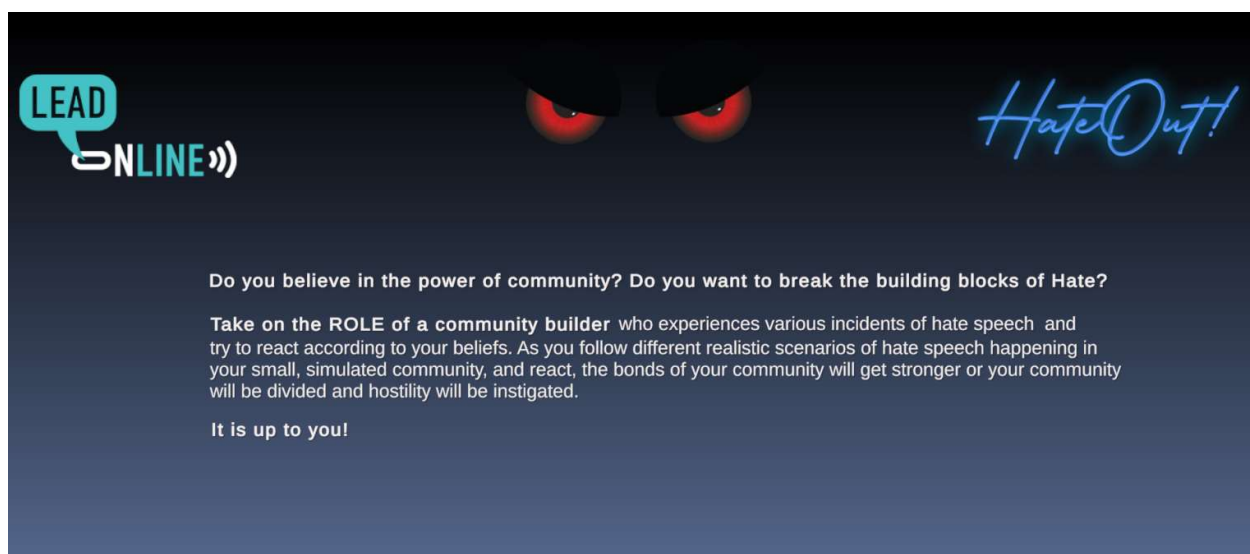 LEAD
ONLINE
HateOut!
Do you believe in the power of community? Do you want to break the building blocks of Hate?
Take on the ROLE of a community builder who experiences various incidents of hate speech and
try to react according to your beliefs. As you follow different realistic scenarios of hate speech happening in
your small, simulated community, and react, the bonds of your community will get stronger or your community
will be divided and hostility will be instigated.
It is up to you!